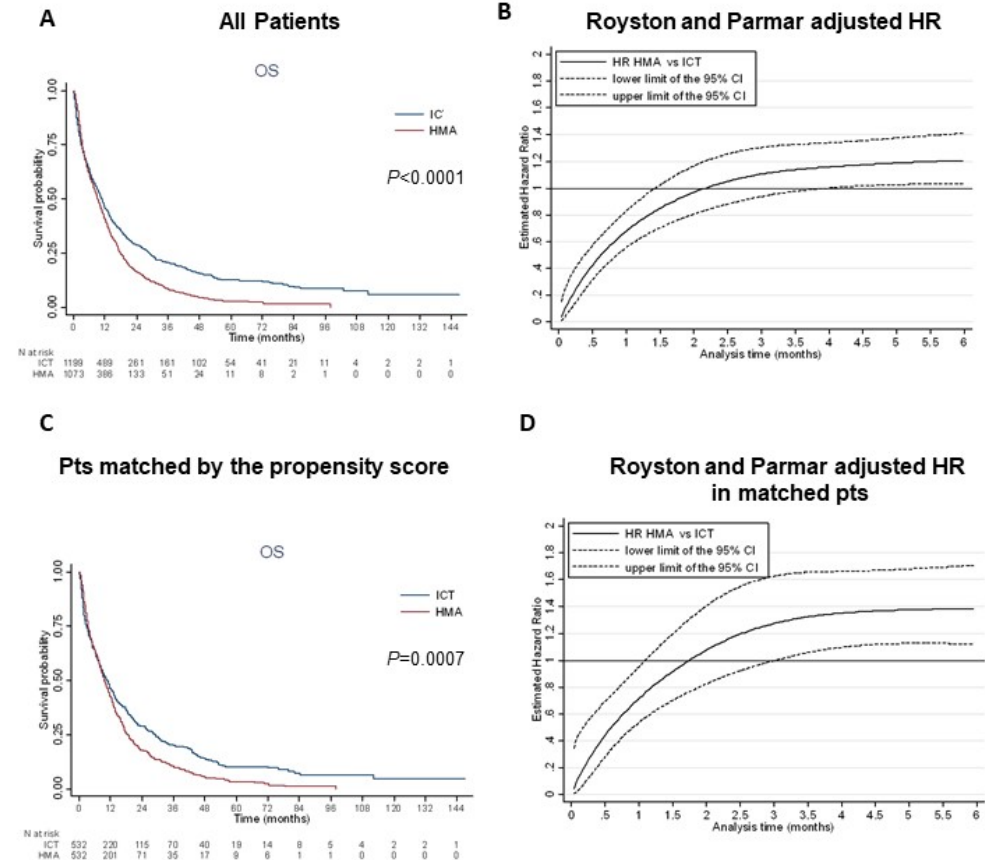 A
All Patients
OS
IC
HMA
P<0.0001
1.00
0.75
0.50
0.25
0.00
Survival probability
0 12 24 36 48 60 72 84 96 108 120 132 144
Time (months)
N at risk
ICT 1199 489 261 161 102 54 41 21 11 4 2 2 1
HMA 1073 386 133 51 24 11 8 2 1 0 0 0 0
B
Royston and Parmar adjusted HR
HR HMA vs ICT
lower limit of the 95% CI
upper limit of the 95% CI
2
1.8
1.6
1.4
1.2
1
.8
.6
.4
.2
0
Estimated Hazard Ratio
0 .5 1 1.5 2 2.5 3 3.5 4 4.5 5 5.5 6
Analysis time (months)
C
Pts matched by the propensity score
OS
ICT
HMA
P=0.0007
1.00
0.75
0.50
0.25
0.00
Survival probability
0 12 24 36 48 60 72 84 96 108 120 132 144
Time (months)
N at risk
ICT 532 220 115 70 40 19 14 8 5 4 2 2 1
HMA 532 201 71 35 17 9 6 1 1 0 0 0 0
D
Royston and Parmar adjusted HR
in matched pts
HR HMA vs ICT
lower limit of the 95% CI
upper limit of the 95% CI
2
1.8
1.6
1.4
1.2
1
.8
.6
.4
.2
0
Estimated Hazard Ratio
0 .5 1 1.5 2 2.5 3 3.5 4 4.5 5 5.5 6
Analysis time (months)